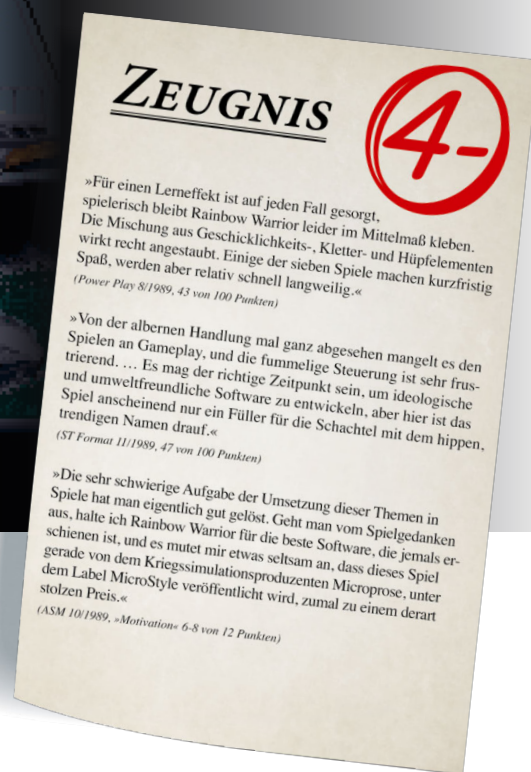 ZEUGNIS
4-
»Für einen Lerneffekt ist auf jeden Fall gesorgt,
spielerisch bleibt Rainbow Warrior leider im Mittelmaß kleben.
Die Mischung aus Geschicklichkeits-, Kletter- und Hüpfelementen
wirkt recht angestaubt. Einige der sieben Spiele machen kurzfristig
Spaß, werden aber relativ schnell langweilig.«
(Power Play 8/1989, 43 von 100 Punkten)
»Von der albernen Handlung mal ganz abgesehen mangelt es den
Spielen an Gameplay, und die fummelige Steuerung ist sehr frus-
trierend. … Es mag der richtige Zeitpunkt sein, um ideologische
und umweltfreundliche Software zu entwickeln, aber hier ist das
Spiel anscheinend nur ein Füller für die Schachtel mit dem hippen,
trendigen Namen drauf.«
(ST Format 11/1989, 47 von 100 Punkten)
»Die sehr schwierige Aufgabe der Umsetzung dieser Themen in
Spiele hat man eigentlich gut gelöst. Geht man vom Spielgedanken
aus, halte ich Rainbow Warrior für die beste Software, die jemals er-
schienen ist, und es mutet mir etwas seltsam an, dass dieses Spiel
gerade von dem Kriegssimulationsproduzenten Microprose, unter
dem Label MicroStyle veröffentlicht wird, zumal zu einem derart
stolzen Preis.«
(ASM 10/1989, »Motivation« 6-8 von 12 Punkten)